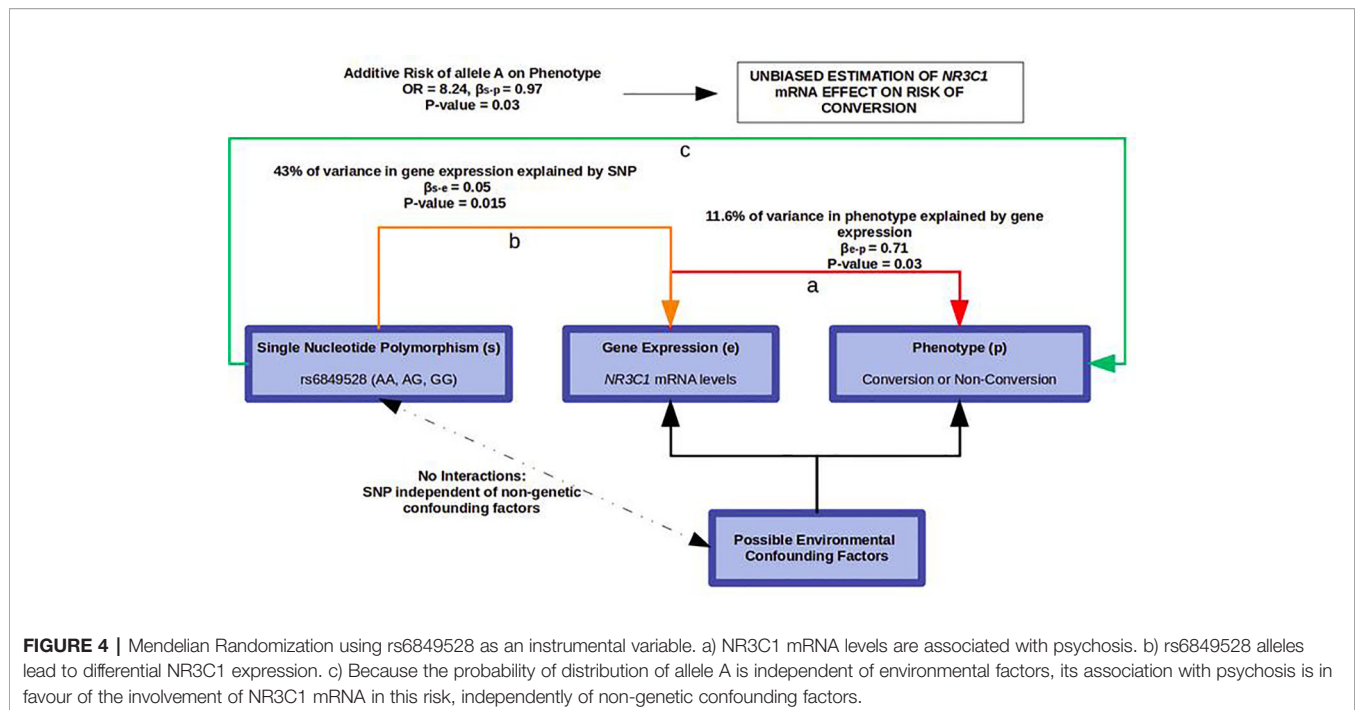 Additive Risk of allele A on Phenotype
OR = 8.24, βs-p = 0.97
P-value = 0.03
UNBIASED ESTIMATION OF NR3C1
mRNA EFFECT ON RISK OF
CONVERSION
c
43% of variance in gene expression explained by SNP
βs-e = 0.05
P-value = 0.015
b
11.6% of variance in phenotype explained by gene
expression
βe-p = 0.71
P-value = 0.03
a
Single Nucleotide Polymorphism (s)
rs6849528 (AA, AG, GG)
Gene Expression (e)
NR3C1 mRNA levels
Phenotype (p)
Conversion or Non-Conversion
No Interactions:
SNP independent of non-genetic
confounding factors
Possible Environmental
Confounding Factors
FIGURE 4 | Mendelian Randomization using rs6849528 as an instrumental variable. a) NR3C1 mRNA levels are associated with psychosis. b) rs6849528 alleles
lead to differential NR3C1 expression. c) Because the probability of distribution of allele A is independent of environmental factors, its association with psychosis is in
favour of the involvement of NR3C1 mRNA in this risk, independently of non-genetic confounding factors.